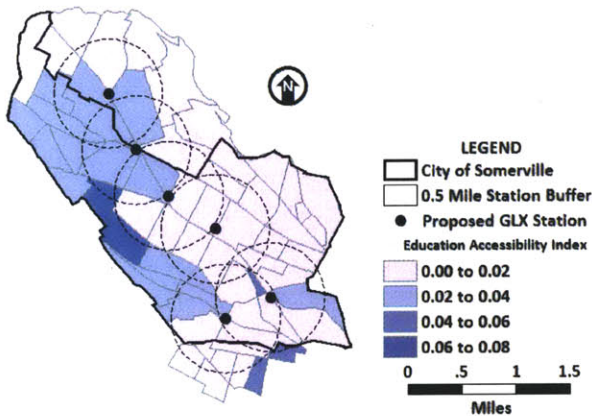 N
LEGEND
City of Somerville
0.5 Mile Station Buffer
Proposed GLX Station
Education Accessibility Index
0.00 to 0.02
0.02 to 0.04
0.04 to 0.06
0.06 to 0.08
0 .5 1 1.5
Miles